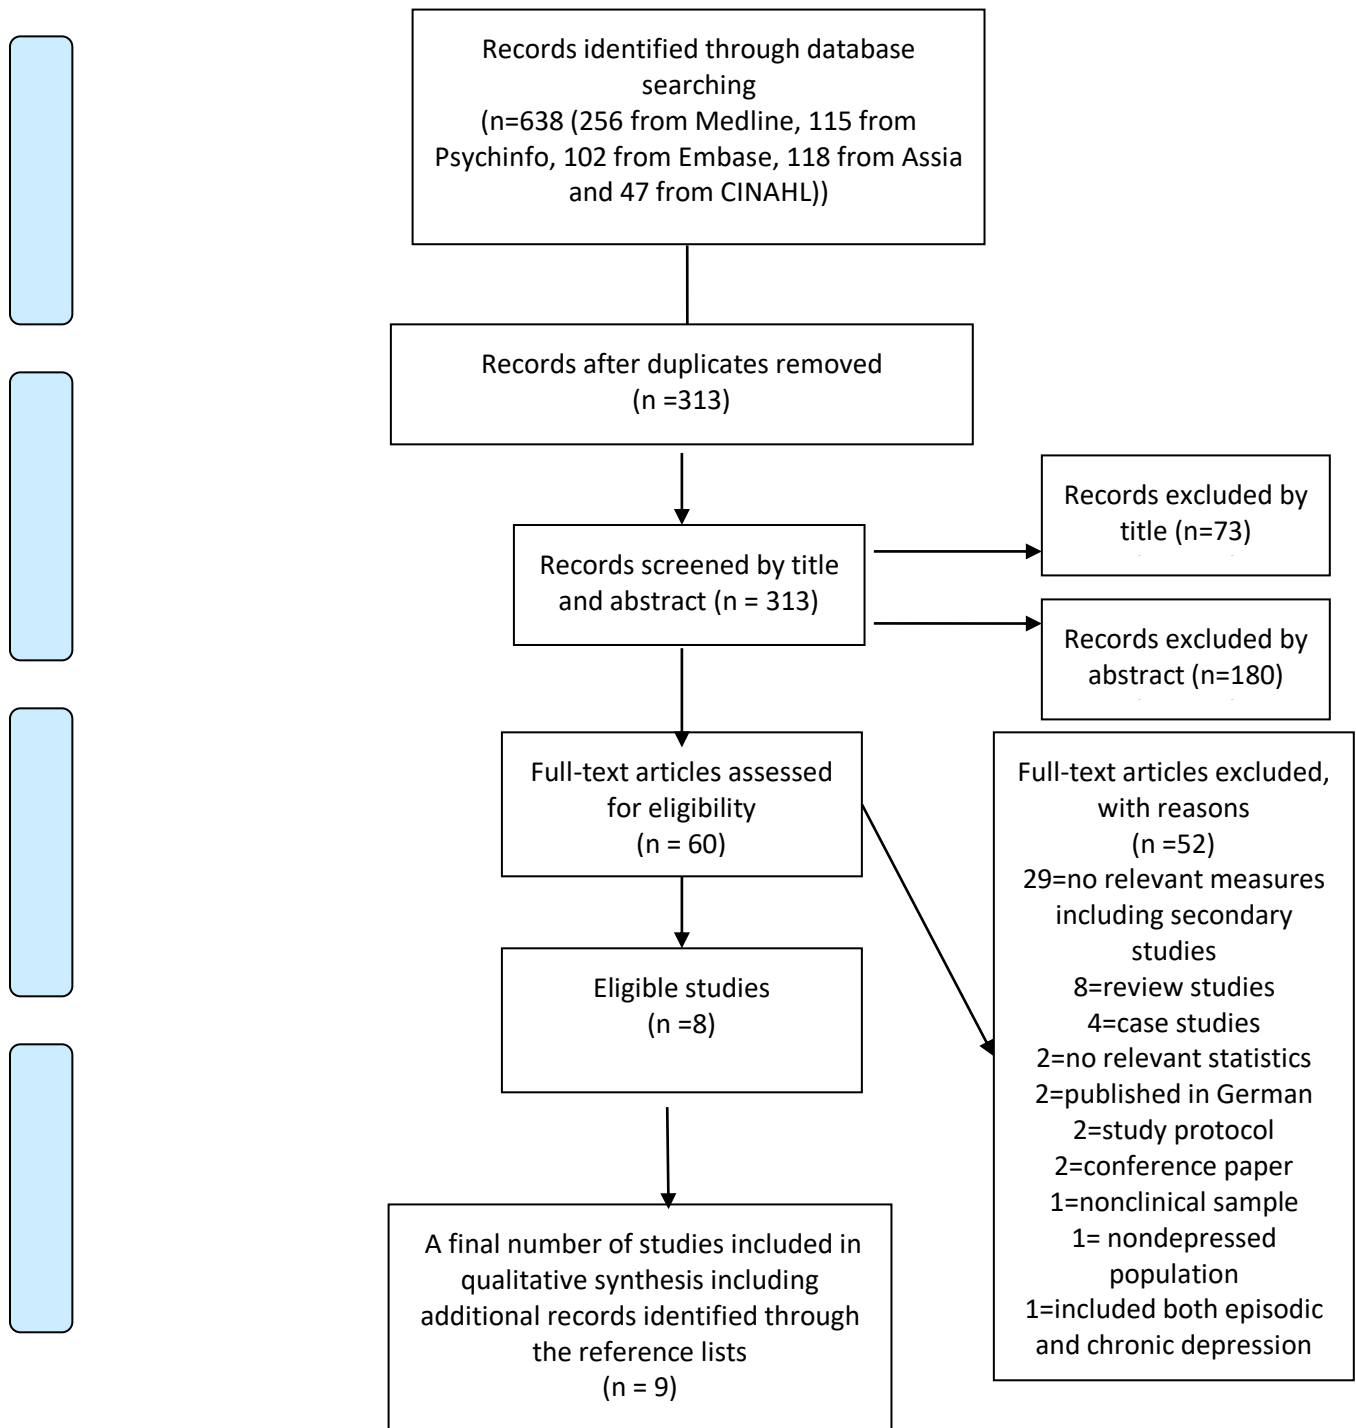 Records identified through database
searching
(n=638 (256 from Medline, 115 from
Psychinfo, 102 from Embase, 118 from Assia
and 47 from CINAHL))
Records after duplicates removed
(n =313)
Records screened by title
and abstract (n = 313)
Records excluded by
title (n=73)
Records excluded by
abstract (n=180)
Full-text articles assessed
for eligibility
(n = 60)
Full-text articles excluded,
with reasons
(n =52)
29=no relevant measures
including secondary
studies
8=review studies
4=case studies
2=no relevant statistics
2=published in German
2=study protocol
2=conference paper
1=nonclinical sample
1= nondepressed
population
1=included both episodic
and chronic depression
Eligible studies
(n =8)
A final number of studies included in
qualitative synthesis including
additional records identified through
the reference lists
(n = 9)